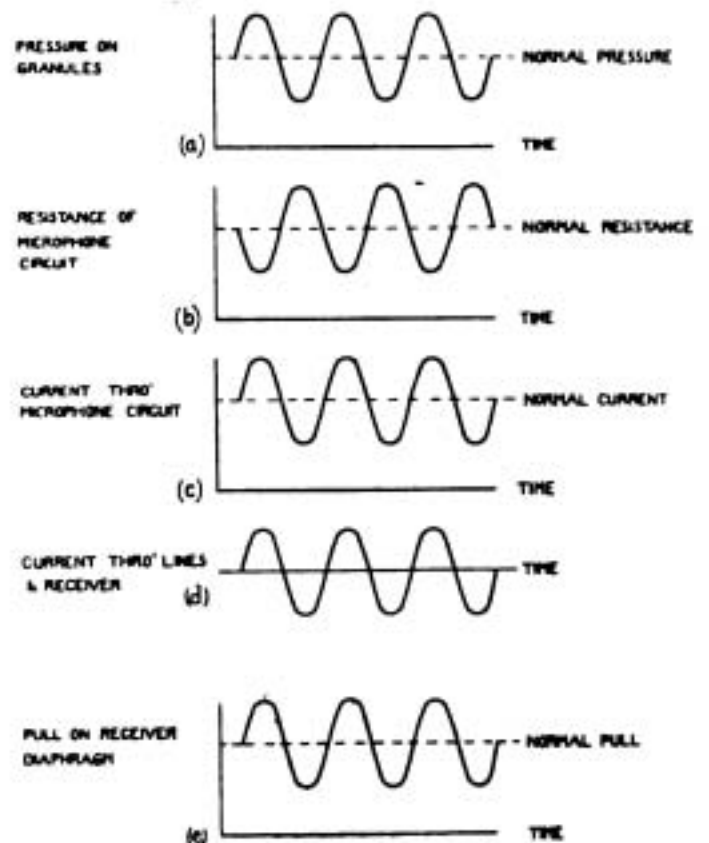 PRESSURE ON
GRANULES
NORMAL PRESSURE
(a)
TIME
RESISTANCE OF
MICROPHONE
CIRCUIT
NORMAL RESISTANCE
(b)
TIME
CURRENT THRO'
MICROPHONE CIRCUIT
NORMAL CURRENT
(c)
TIME
CURRENT THRO' LINES
& RECEIVER
TIME
(d)
PULL ON RECEIVER
DIAPHRAGM
NORMAL PULL
(e)
TIME